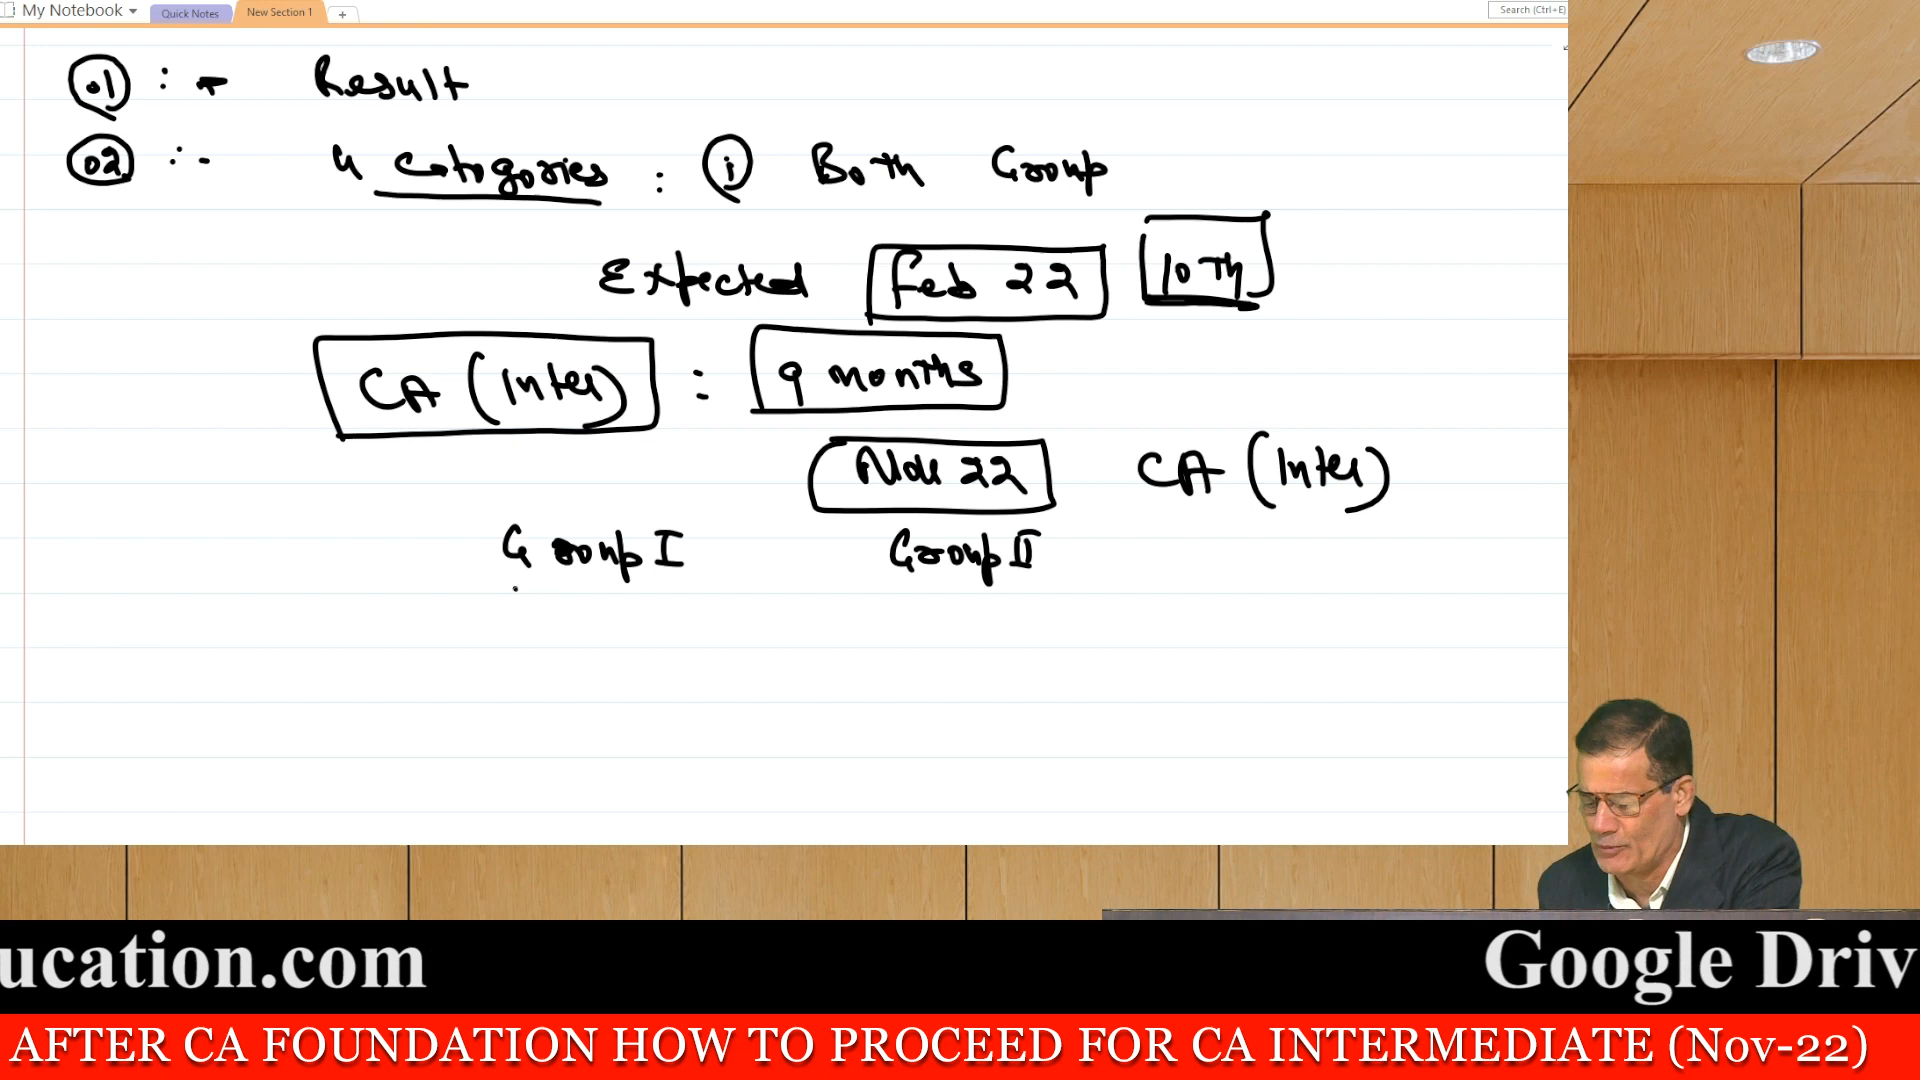 My Notebook Quick Notes New Section 1 + Search (Ctrl+E)
01 :- Result
02 :- 4 Categories : i Both Group
Expected Feb 22 10th
CA (Inter) : 9 months
Nov 22 CA (Inter)
Group I Group II
ucation.com Google Driv
AFTER CA FOUNDATION HOW TO PROCEED FOR CA INTERMEDIATE (Nov-22)